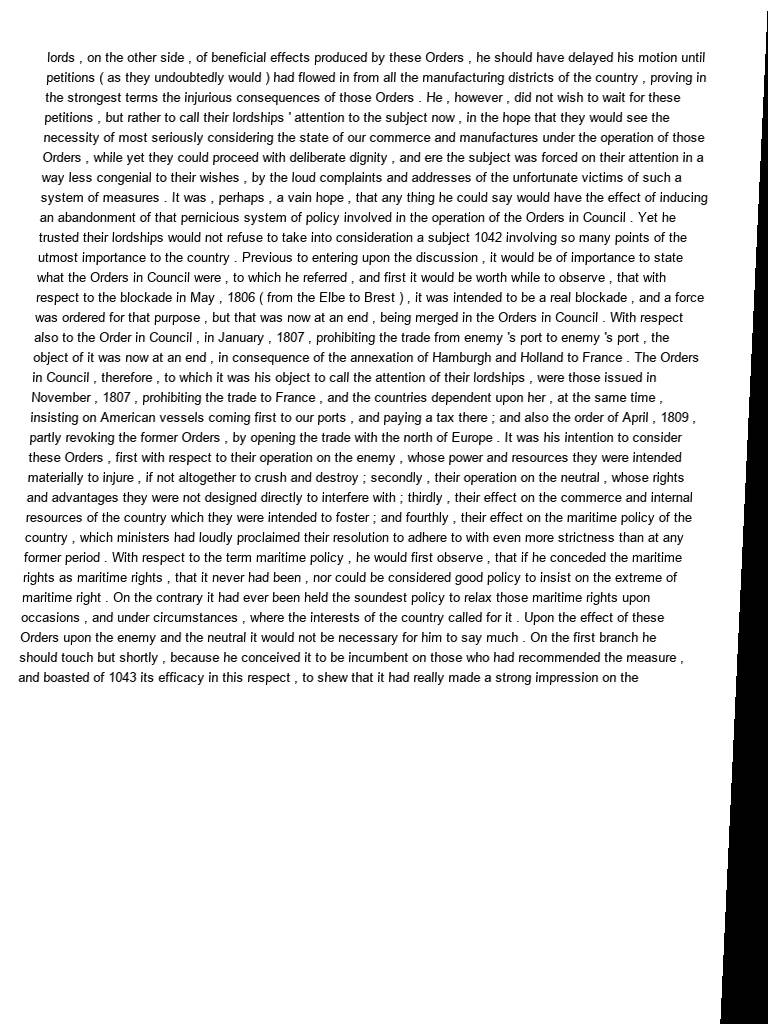 lords , on the other side , of beneficial effects produced by these Orders , he should have delayed his motion until
petitions ( as they undoubtedly would ) had flowed in from all the manufacturing districts of the country , proving in
the strongest terms the injurious consequences of those Orders . He , however , did not wish to wait for these
petitions , but rather to call their lordships ' attention to the subject now , in the hope that they would see the
necessity of most seriously considering the state of our commerce and manufactures under the operation of those
Orders , while yet they could proceed with deliberate dignity , and ere the subject was forced on their attention in a
way less congenial to their wishes , by the loud complaints and addresses of the unfortunate victims of such a
system of measures . It was , perhaps , a vain hope , that any thing he could say would have the effect of inducing
an abandonment of that pernicious system of policy involved in the operation of the Orders in Council . Yet he
trusted their lordships would not refuse to take into consideration a subject 1042 involving so many points of the
utmost importance to the country . Previous to entering upon the discussion , it would be of importance to state
what the Orders in Council were , to which he referred , and first it would be worth while to observe , that with
respect to the blockade in May , 1806 ( from the Elbe to Brest ) , it was intended to be a real blockade , and a force
was ordered for that purpose , but that was now at an end , being merged in the Orders in Council . With respect
also to the Order in Council , in January , 1807 , prohibiting the trade from enemy 's port to enemy 's port , the
object of it was now at an end , in consequence of the annexation of Hamburgh and Holland to France . The Orders
in Council , therefore , to which it was his object to call the attention of their lordships , were those issued in
November , 1807 , prohibiting the trade to France , and the countries dependent upon her , at the same time ,
insisting on American vessels coming first to our ports , and paying a tax there ; and also the order of April , 1809 ,
partly revoking the former Orders , by opening the trade with the north of Europe . It was his intention to consider
these Orders , first with respect to their operation on the enemy , whose power and resources they were intended
materially to injure , if not altogether to crush and destroy ; secondly , their operation on the neutral , whose rights
and advantages they were not designed directly to interfere with ; thirdly , their effect on the commerce and internal
resources of the country which they were intended to foster ; and fourthly , their effect on the maritime policy of the
country , which ministers had loudly proclaimed their resolution to adhere to with even more strictness than at any
former period . With respect to the term maritime policy , he would first observe , that if he conceded the maritime
rights as maritime rights , that it never had been , nor could be considered good policy to insist on the extreme of
maritime right . On the contrary it had ever been held the soundest policy to relax those maritime rights upon
occasions , and under circumstances , where the interests of the country called for it . Upon the effect of these
Orders upon the enemy and the neutral it would not be necessary for him to say much . On the first branch he
should touch but shortly , because he conceived it to be incumbent on those who had recommended the measure ,
and boasted of 1043 its efficacy in this respect , to shew that it had really made a strong impression on the